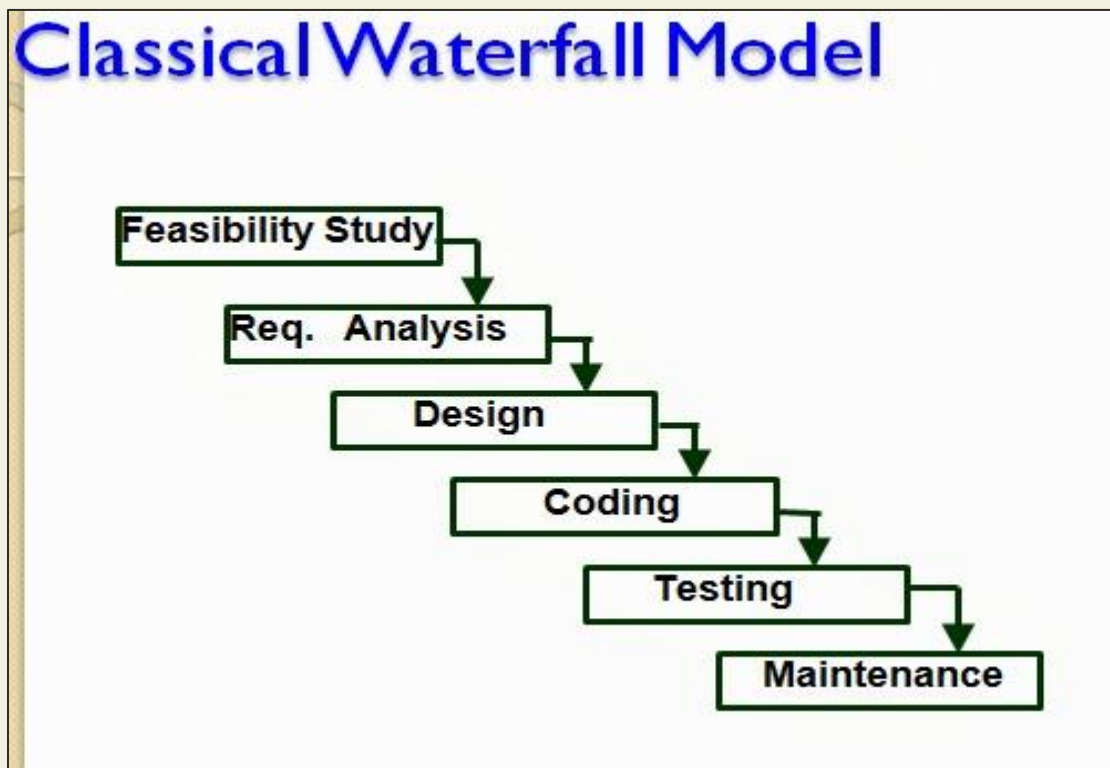 Classical Waterfall Model
Feasibility Study
Req. Analysis
Design
Coding
Testing
Maintenance